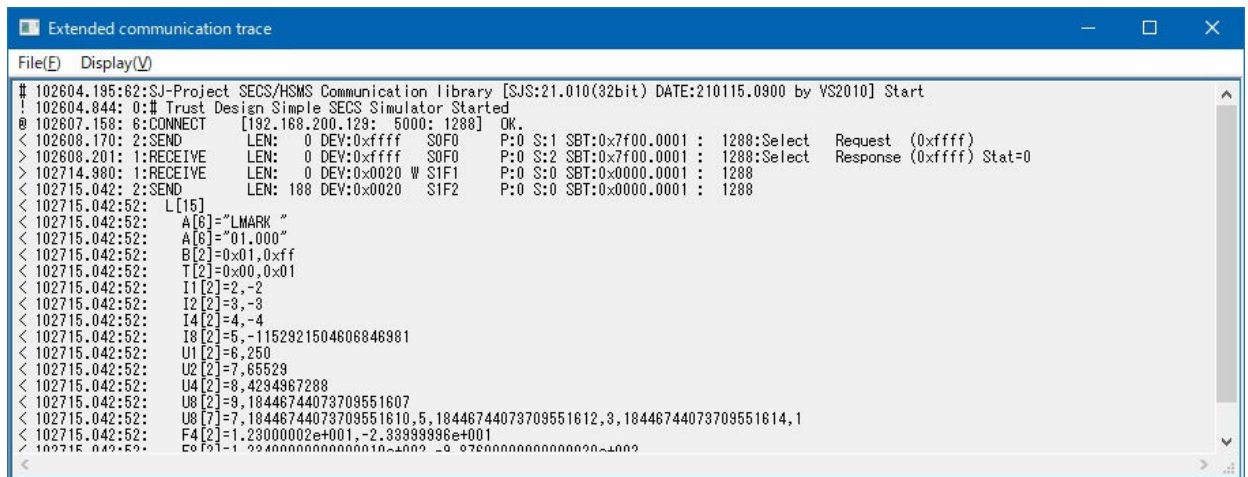 Extended communication trace
File(F) Display(V)
# 102604.195:62:SJ-Project SECS/HSMS Communication library [SJS:21.010(32bit) DATE:210115.0900 by VS2010] Start
! 102604.844: 0:# Trust Design Simple SECS Simulator Started
@ 102607.158: 6:CONNECT [192.168.200.129: 5000: 1288] OK.
< 102608.170: 2:SEND LEN: 0 DEV:0xffff S0F0 P:0 S:1 SBT:0x7f00.0001 : 1288:Select Request (0xffff)
> 102608.201: 1:RECEIVE LEN: 0 DEV:0xffff S0F0 P:0 S:2 SBT:0x7f00.0001 : 1288:Select Response (0xffff) Stat=0
> 102714.980: 1:RECEIVE LEN: 0 DEV:0x0020 W S1F1 P:0 S:0 SBT:0x0000.0001 : 1288
< 102715.042: 2:SEND LEN: 188 DEV:0x0020 S1F2 P:0 S:0 SBT:0x0000.0001 : 1288
< 102715.042:52: L[15]
< 102715.042:52: A[6]="LMARK "
< 102715.042:52: A[6]="01.000"
< 102715.042:52: B[2]=0x01,0xff
< 102715.042:52: T[2]=0x00,0x01
< 102715.042:52: I1[2]=2,-2
< 102715.042:52: I2[2]=3,-3
< 102715.042:52: I4[2]=4,-4
< 102715.042:52: I8[2]=5,-1152921504606846981
< 102715.042:52: U1[2]=6,250
< 102715.042:52: U2[2]=7,65529
< 102715.042:52: U4[2]=8,4294967288
< 102715.042:52: U8[2]=9,18446744073709551607
< 102715.042:52: U8[7]=7,18446744073709551610,5,18446744073709551612,3,18446744073709551614,1
< 102715.042:52: F4[2]=1.23000002e+001,-2.33999996e+001
< 102715.042:52: F8[2]=1.2340000000000010e+002,-9.8760000000000020e+002